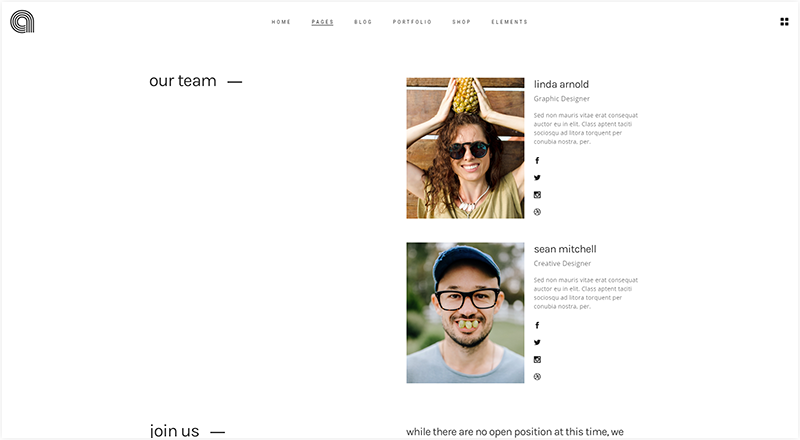 HOME PAGES BLOG PORTFOLIO SHOP ELEMENTS
our team —
linda arnold
Graphic Designer
Sed non mauris vitae erat consequat
auctor eu in elit. Class aptent taciti
sociosqu ad litora torquent per
conubia nostra, per.
sean mitchell
Creative Designer
Sed non mauris vitae erat consequat
auctor eu in elit. Class aptent taciti
sociosqu ad litora torquent per
conubia nostra, per.
join us —
while there are no open position at this time, we